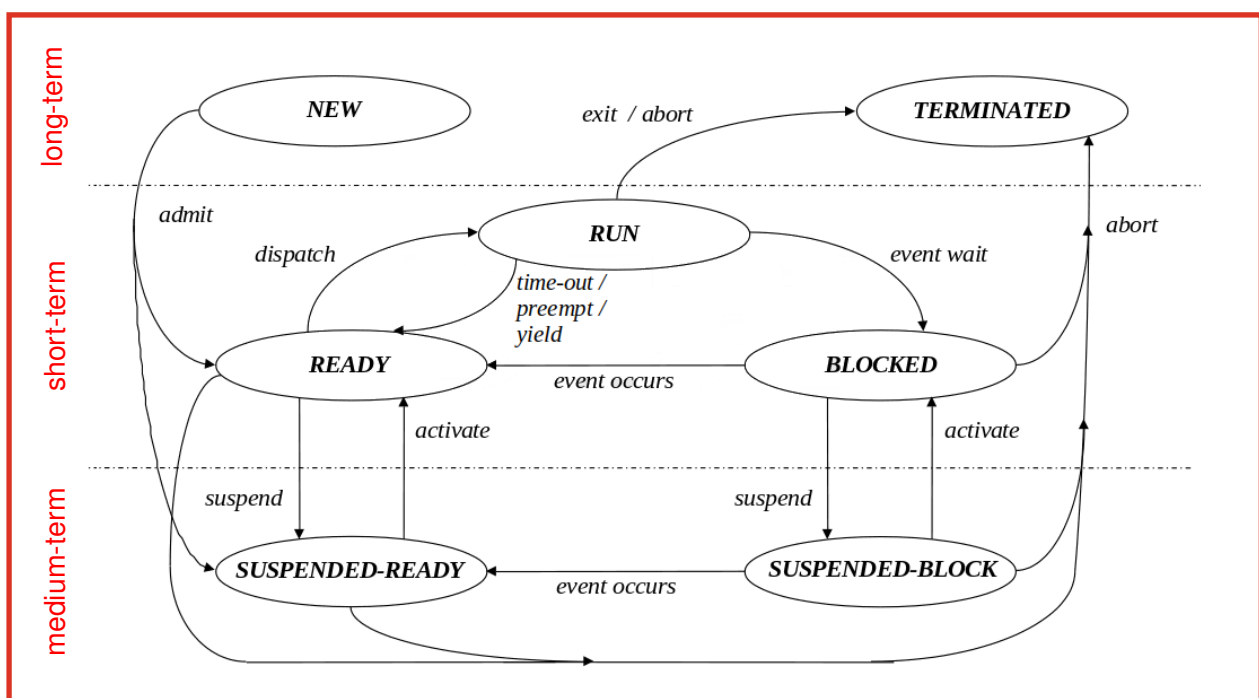 long-term
NEW
exit / abort
TERMINATED
admit
RUN
abort
dispatch
event wait
time-out /
preempt /
yield
short-term
READY
BLOCKED
event occurs
activate
activate
suspend
suspend
medium-term
SUSPENDED-READY
SUSPENDED-BLOCK
event occurs